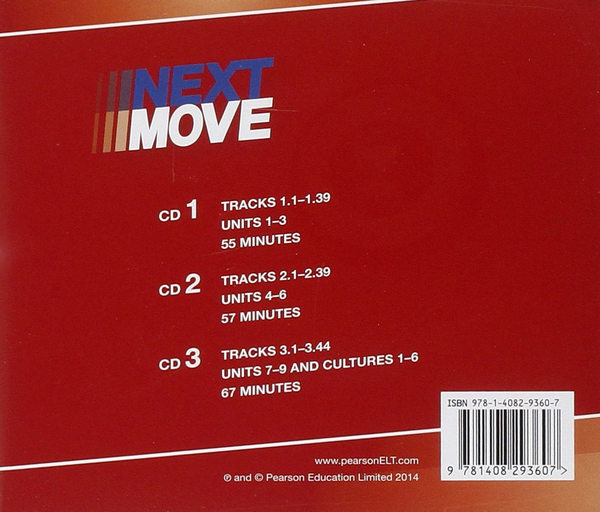 NEXT
MOVE
CD 1
TRACKS 1.1–1.39
UNITS 1–3
55 MINUTES
CD 2
TRACKS 2.1–2.39
UNITS 4–6
57 MINUTES
CD 3
TRACKS 3.1–3.44
UNITS 7–9 AND CULTURES 1–6
67 MINUTES
ISBN 978-1-4082-9360-7
9 781408 293607 >
www.pearsonELT.com
℗ and © Pearson Education Limited 2014